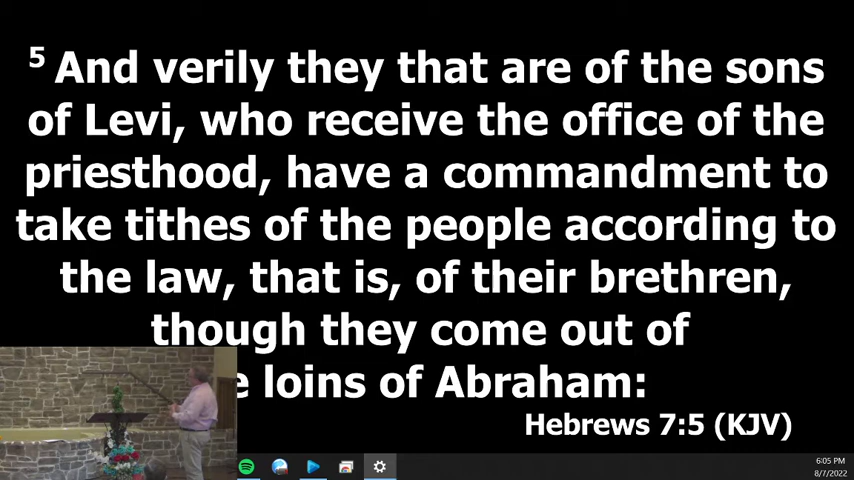 5 And verily they that are of the sons
of Levi, who receive the office of the
priesthood, have a commandment to
take tithes of the people according to
the law, that is, of their brethren,
though they come out of
e loins of Abraham:
Hebrews 7:5 (KJV)
6:05 PM
8/7/2022